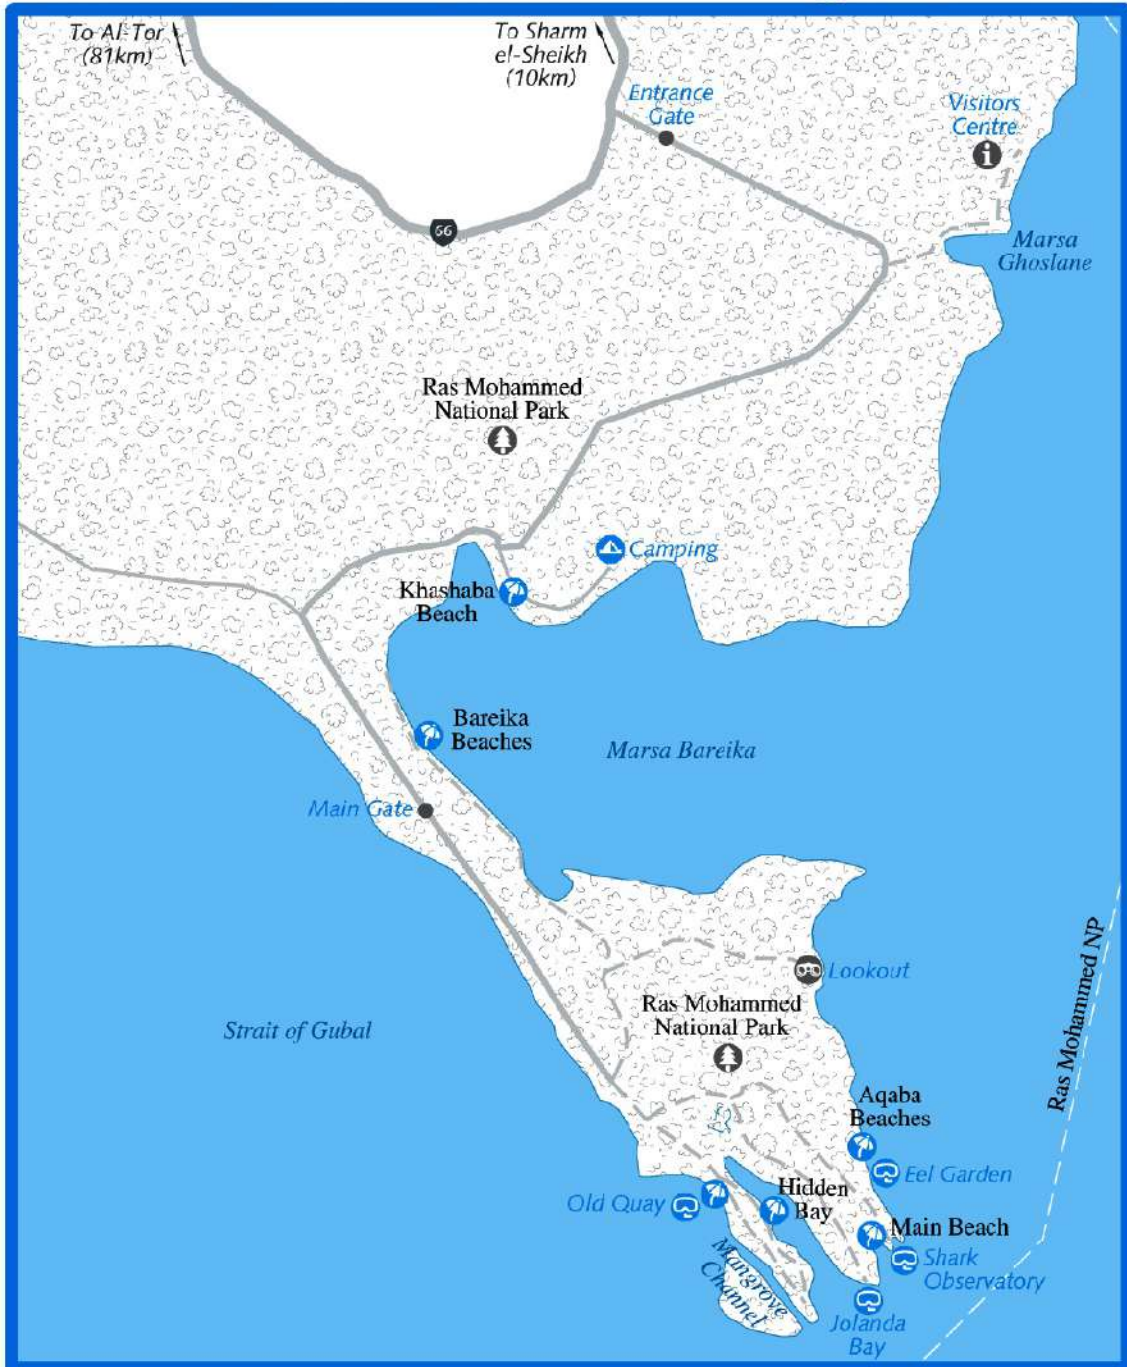 To Al-Tor
(81km)
To Sharm
el-Sheikh
(10km)
Entrance
Gate
Visitors
Centre
66
Marsa
Ghoslane
Ras Mohammed
National Park
Camping
Khashaba
Beach
Bareika
Beaches
Marsa Bareika
Main Gate
Lookout
Ras Mohammed NP
Ras Mohammed
National Park
Strait of Gubal
Aqaba
Beaches
Eel Garden
Old Quay
Hidden
Bay
Main Beach
Shark
Observatory
Mangrove
Channel
Jolanda
Bay